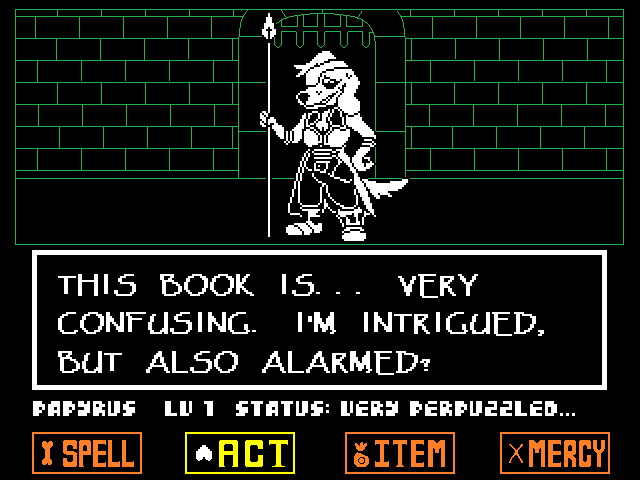 THIS BOOK IS... VERY
CONFUSING. I'M INTRIGUED,
BUT ALSO ALARMED?
PAPYRUS LV 1 STATUS: VERY PERPUZZLED...
SPELL ACT ITEM MERCY